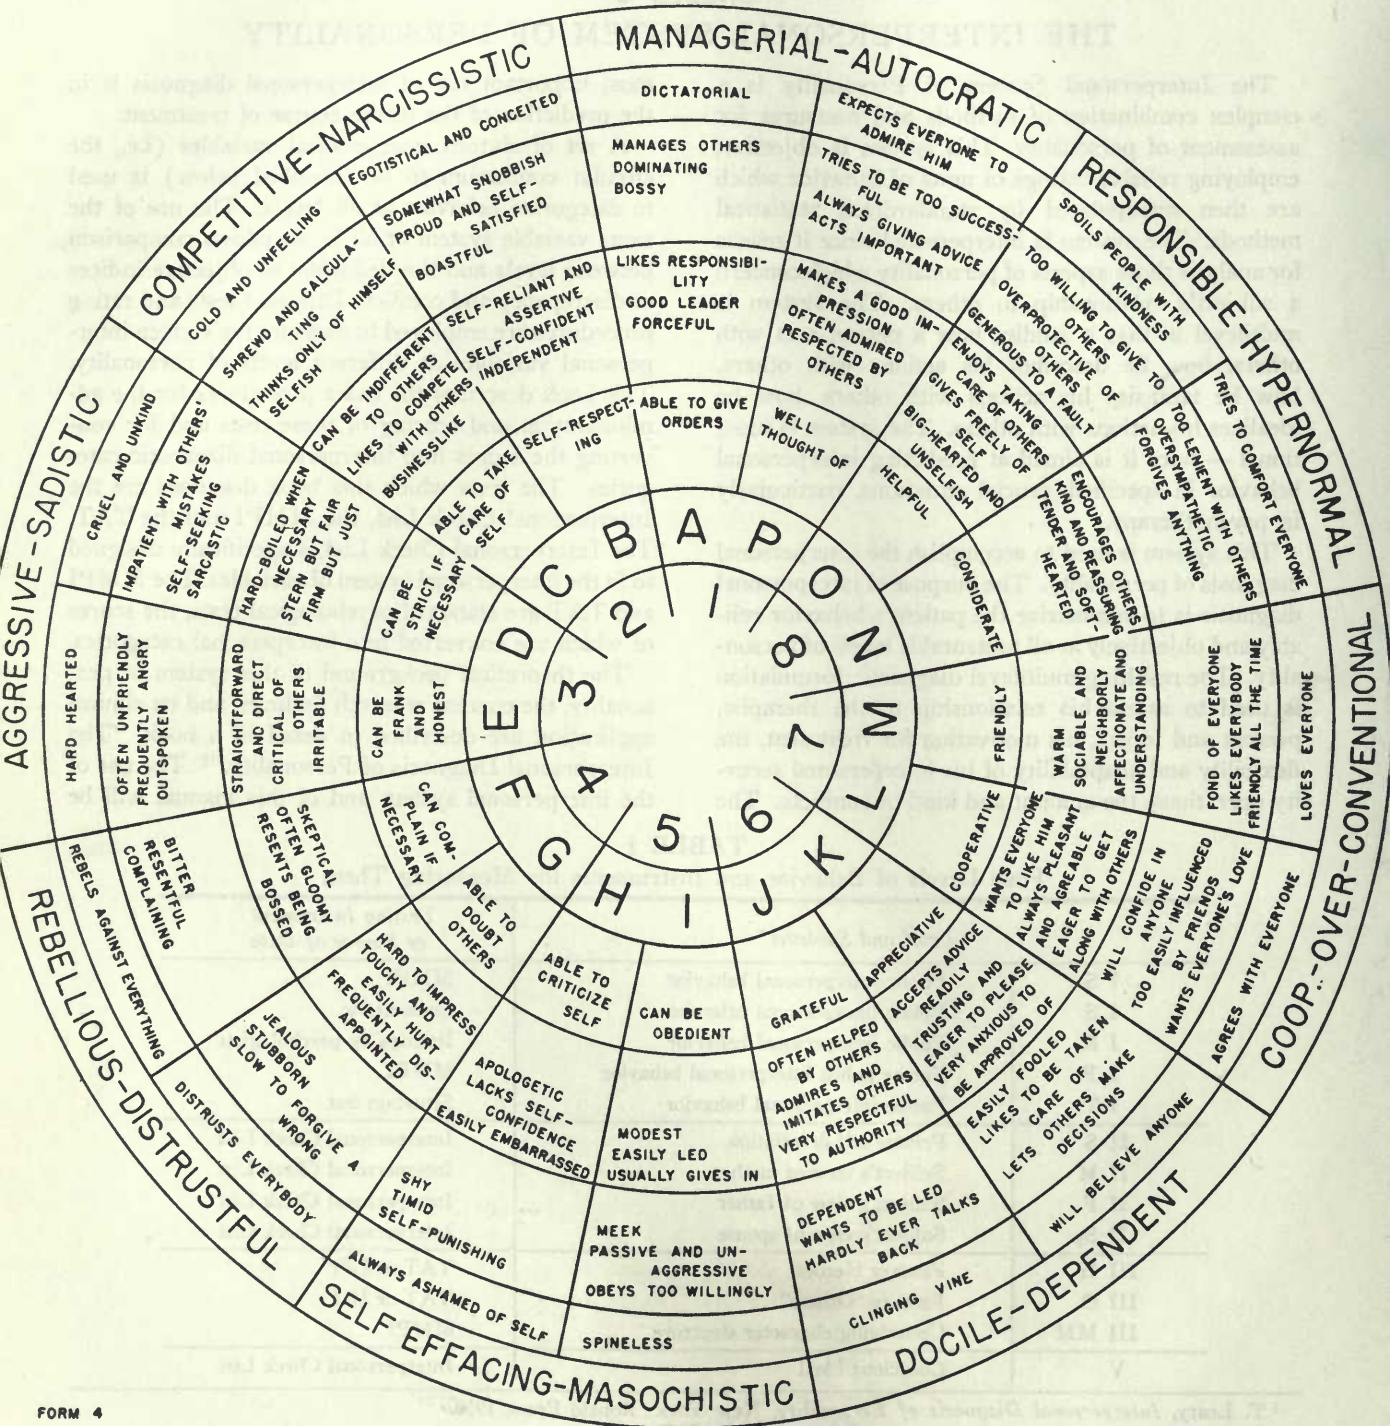 MANAGERIAL-AUTOCRATIC
RESPONSIBLE HYPERNORMAL
COOP.-OVER-CONVENTIONAL
DOCILE-DEPENDENT
SELF EFFACING-MASOCHISTIC
REBELLIOUS-DISTRUSTFUL
AGGRESSIVE-SADISTIC
COMPETITIVE-NARCISSISTIC
DICTATORIAL
MANAGES OTHERS
DOMINATING
BOSSY
LIKES RESPONSIBI-
LITY
GOOD LEADER
FORCEFUL
ABLE TO GIVE
ORDERS
EXPECTS EVERYONE TO
ADMIRE HIM
TRIES TO BE TOO SUCCESS-
FUL
ALWAYS GIVING ADVICE
ACTS IMPORTANT
MAKES A GOOD IM-
PRESSION
OFTEN ADMIRED
RESPECTED BY
OTHERS
WELL
THOUGHT OF
SPOILS PEOPLE WITH
KINDNESS
TOO WILLING TO GIVE TO
OTHERS
OVERPROTECTIVE OF
OTHERS
GENEROUS TO A FAULT
ENJOYS TAKING
CARE OF OTHERS
GIVES FREELY OF
SELF
BIG-HEARTED AND
UNSELFISH
HELPFUL
TRIES TO COMFORT EVERYONE
TOO LENIENT WITH OTHERS
OVERSYMPATHETIC
FORGIVES ANYTHING
ENCOURAGES OTHERS
KIND AND REASSURING
TENDER AND SOFT-
HEARTED
CONSIDERATE
LOVES EVERYONE
FOND OF EVERYONE
LIKES EVERYBODY
FRIENDLY ALL THE TIME
WARM
SOCIABLE AND
NEIGHBORLY
AFFECTIONATE AND
UNDERSTANDING
FRIENDLY
AGREES WITH EVERYONE
WILL CONFIDE IN
ANYONE
TOO EASILY INFLUENCED
BY FRIENDS
WANTS EVERYONE'S LOVE
WANTS EVERYONE
TO LIKE HIM
ALWAYS PLEASANT
AND AGREABLE
EAGER TO GET
ALONG WITH OTHERS
COOPERATIVE
WILL BELIEVE ANYONE
EASILY FOOLED
LIKES TO BE TAKEN
CARE OF
LETS OTHERS MAKE
DECISIONS
ACCEPTS ADVICE
READILY
TRUSTING AND
EAGER TO PLEASE
VERY ANXIOUS TO
BE APPROVED OF
APPRECIATIVE
CLINGING VINE
DEPENDENT
WANTS TO BE LED
HARDLY EVER TALKS
BACK
OFTEN HELPED
BY OTHERS
ADMIRES AND
IMITATES OTHERS
VERY RESPECTFUL
TO AUTHORITY
GRATEFUL
SPINELESS
MEEK
PASSIVE AND UN-
AGGRESSIVE
OBEYS TOO WILLINGLY
MODEST
EASILY LED
USUALLY GIVES IN
CAN BE
OBEDIENT
ALWAYS ASHAMED OF SELF
SHY
TIMID
SELF-PUNISHING
APOLOGETIC
LACKS SELF-
CONFIDENCE
EASILY EMBARRASSED
ABLE TO
CRITICIZE
SELF
DISTRUSTS EVERYBODY
JEALOUS
STUBBORN
SLOW TO FORGIVE A
WRONG
HARD TO IMPRESS
TOUCHY AND
EASILY HURT
FREQUENTLY DIS-
APPOINTED
ABLE TO
DOUBT
OTHERS
REBELS AGAINST EVERYTHING
BITTER
RESENTFUL
COMPLAINING
SKEPTICAL
OFTEN GLOOMY
RESENTS BEING
BOSSED
CAN COM-
PLAIN IF
NECESSARY
HARD HEARTED
OFTEN UNFRIENDLY
FREQUENTLY ANGRY
OUTSPOKEN
STRAIGHTFORWARD
AND DIRECT
CRITICAL OF
OTHERS
IRRITABLE
CAN BE
FRANK
AND
HONEST
CRUEL AND UNKIND
IMPATIENT WITH OTHERS'
MISTAKES
SELF-SEEKING
SARCASTIC
HARD-BOILED WHEN
NECESSARY
STERN BUT FAIR
FIRM BUT JUST
CAN BE
STRICT IF
NECESSARY
COLD AND UNFEELING
SHREWD AND CALCULA-
TING
THINKS ONLY OF HIMSELF
SELFISH
CAN BE INDIFFERENT
TO OTHERS
LIKES TO COMPETE
WITH OTHERS
BUSINESSLIKE
ABLE TO TAKE
CARE OF
SELF
EGOTISTICAL AND CONCEITED
SOMEWHAT SNOBBISH
PROUD AND SELF-
SATISFIED
BOASTFUL
SELF-RELIANT AND
ASSERTIVE
SELF-CONFIDENT
INDEPENDENT
SELF-RESPECT-
ING
A
P
O
N
M
L
K
J
I
H
G
F
E
D
C
B
1
8
7
6
5
4
3
2
FORM 4